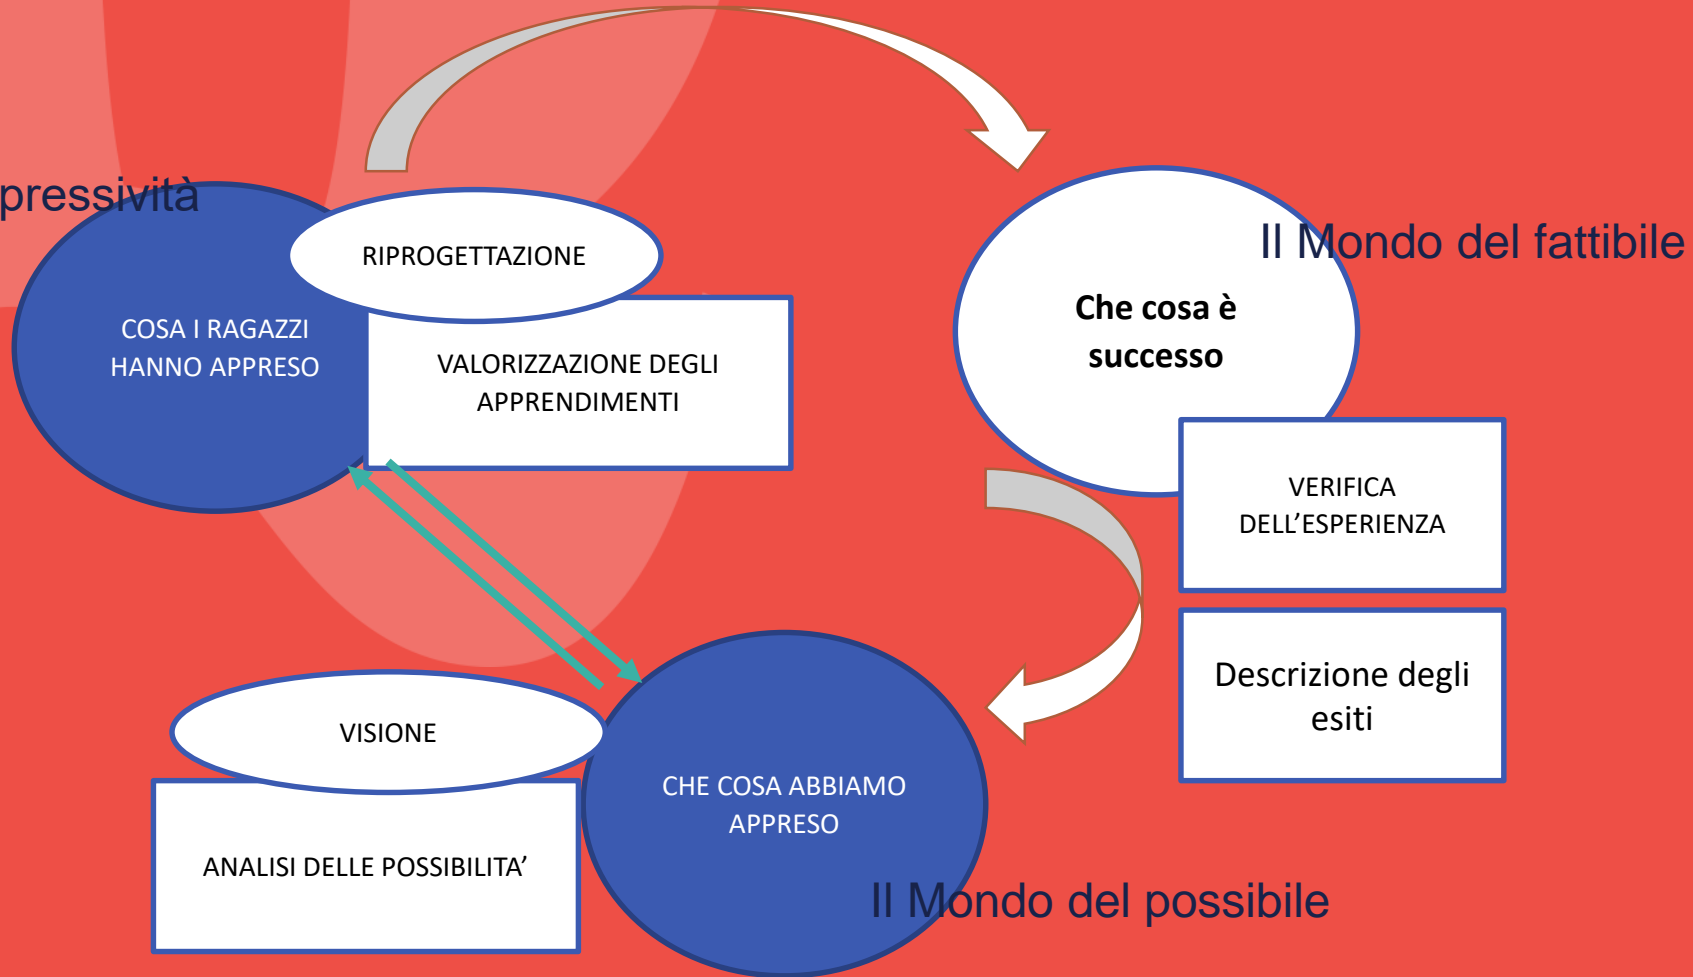 pressività
Il Mondo del fattibile
RIPROGETTAZIONE
COSA I RAGAZZI
HANNO APPRESO
VALORIZZAZIONE DEGLI
APPRENDIMENTI
Che cosa è
successo
VERIFICA
DELL’ESPERIENZA
Descrizione degli
esiti
VISIONE
ANALISI DELLE POSSIBILITA’
CHE COSA ABBIAMO
APPRESO
Il Mondo del possibile